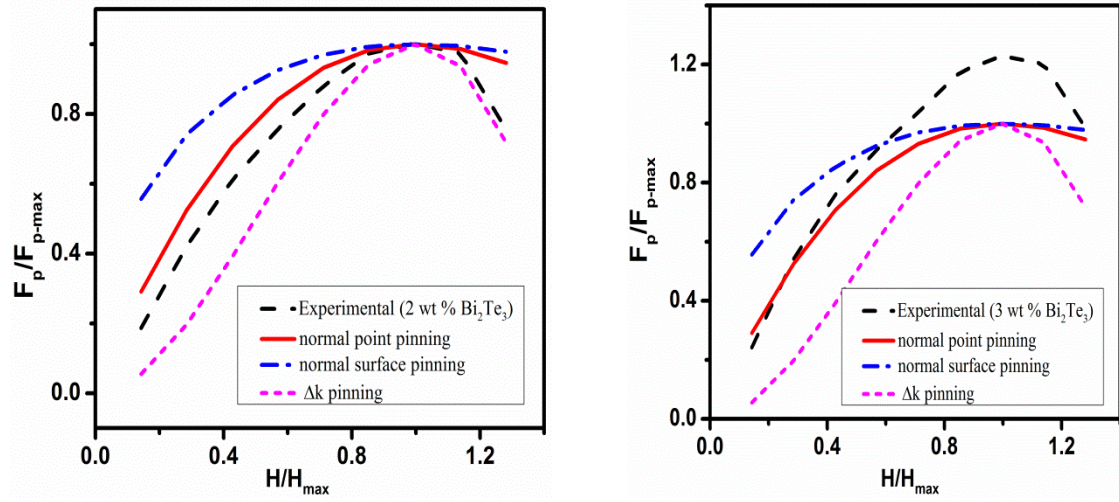 F_p/F_p-max
0.8
0.4
0.0
Experimental (2 wt % Bi₂Te₃)
normal point pinning
normal surface pinning
Δk pinning
0.0 0.4 0.8 1.2
H/H_max
F_p/F_p-max
1.2
0.8
0.4
0.0
Experimental (3 wt % Bi₂Te₃)
normal point pinning
normal surface pinning
Δk pinning
0.0 0.4 0.8 1.2
H/H_max